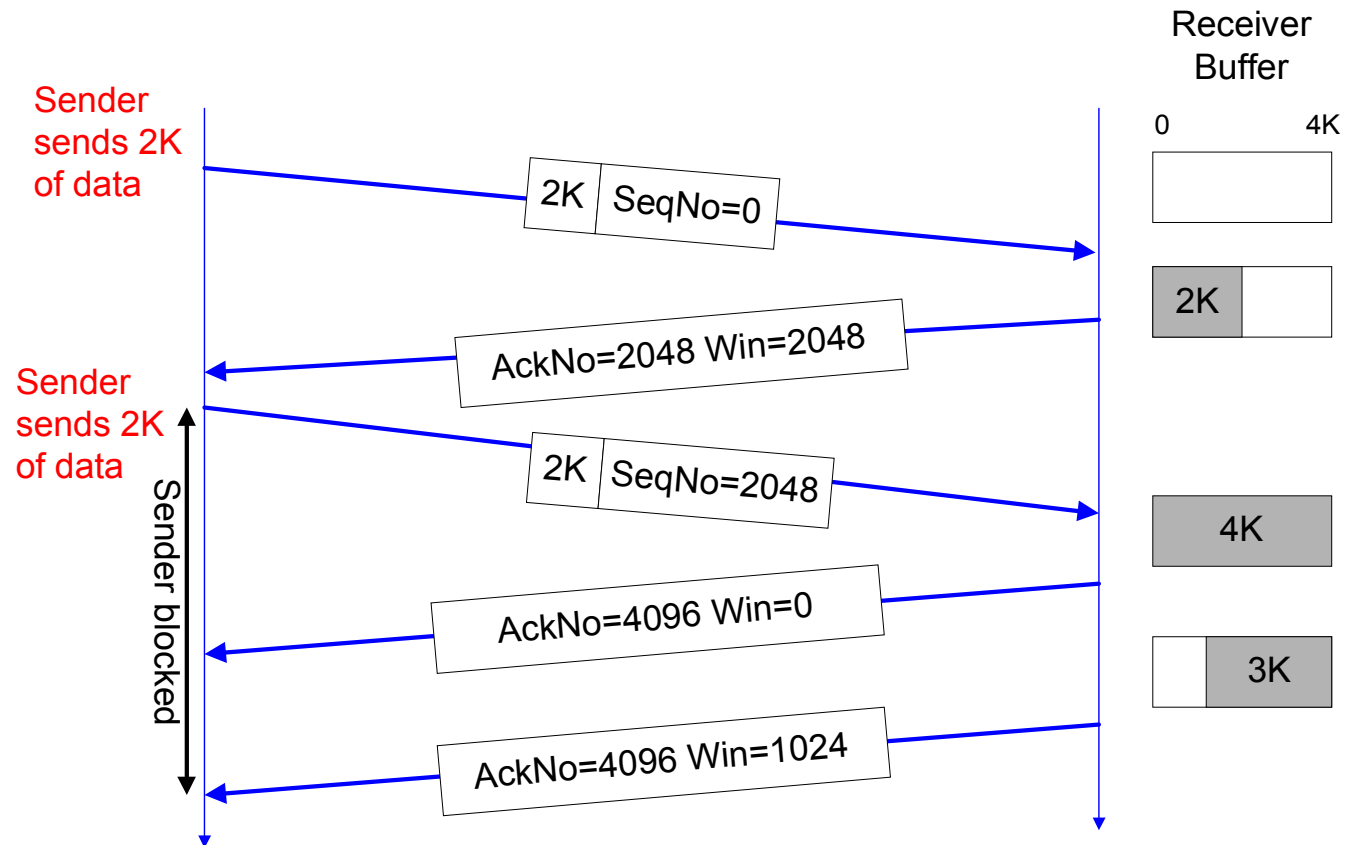 Receiver
Buffer
0 4K
Sender
sends 2K
of data
2K SeqNo=0
2K
AckNo=2048 Win=2048
Sender
sends 2K
of data
2K SeqNo=2048
4K
Sender blocked
AckNo=4096 Win=0
3K
AckNo=4096 Win=1024